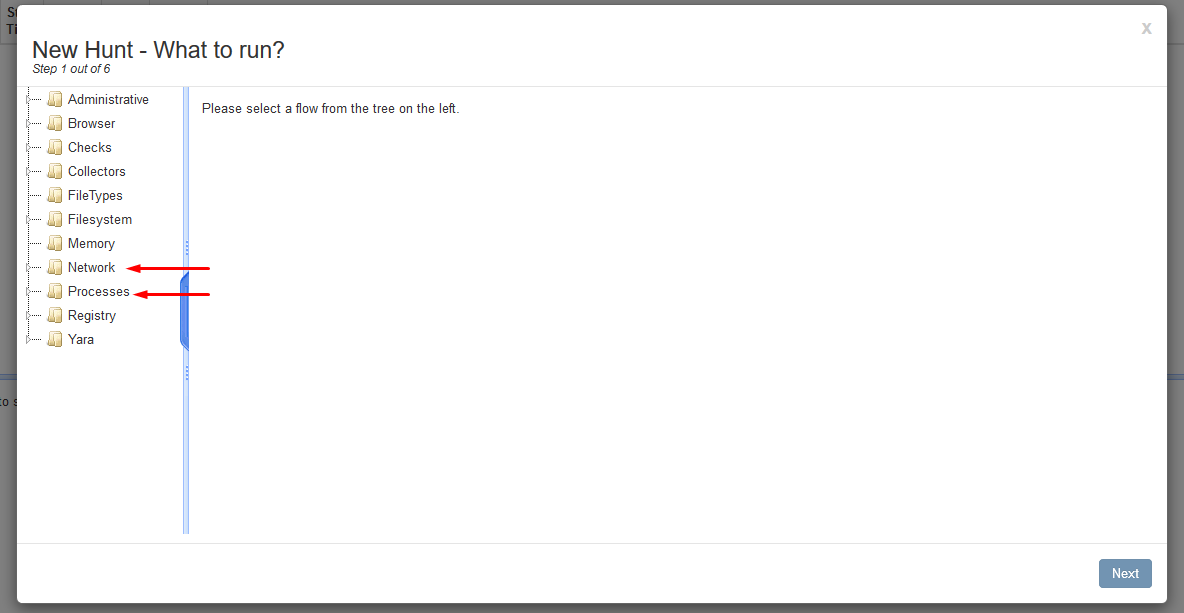 X
New Hunt - What to run?
Step 1 out of 6
Administrative
Browser
Checks
Collectors
FileTypes
Filesystem
Memory
Network
Processes
Registry
Yara
Please select a flow from the tree on the left.
to
Next